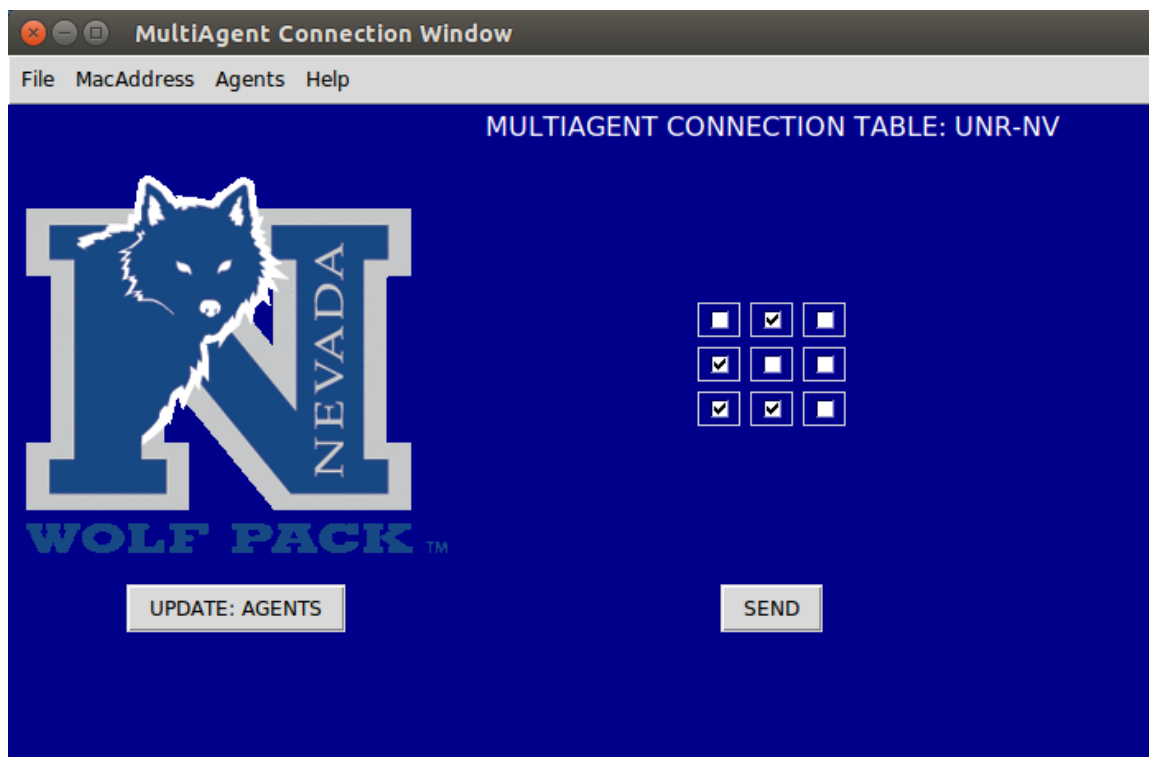 MultiAgent Connection Window
File MacAddress Agents Help
MULTIAGENT CONNECTION TABLE: UNR-NV
NEVADA
WOLF PACK TM
UPDATE: AGENTS
SEND